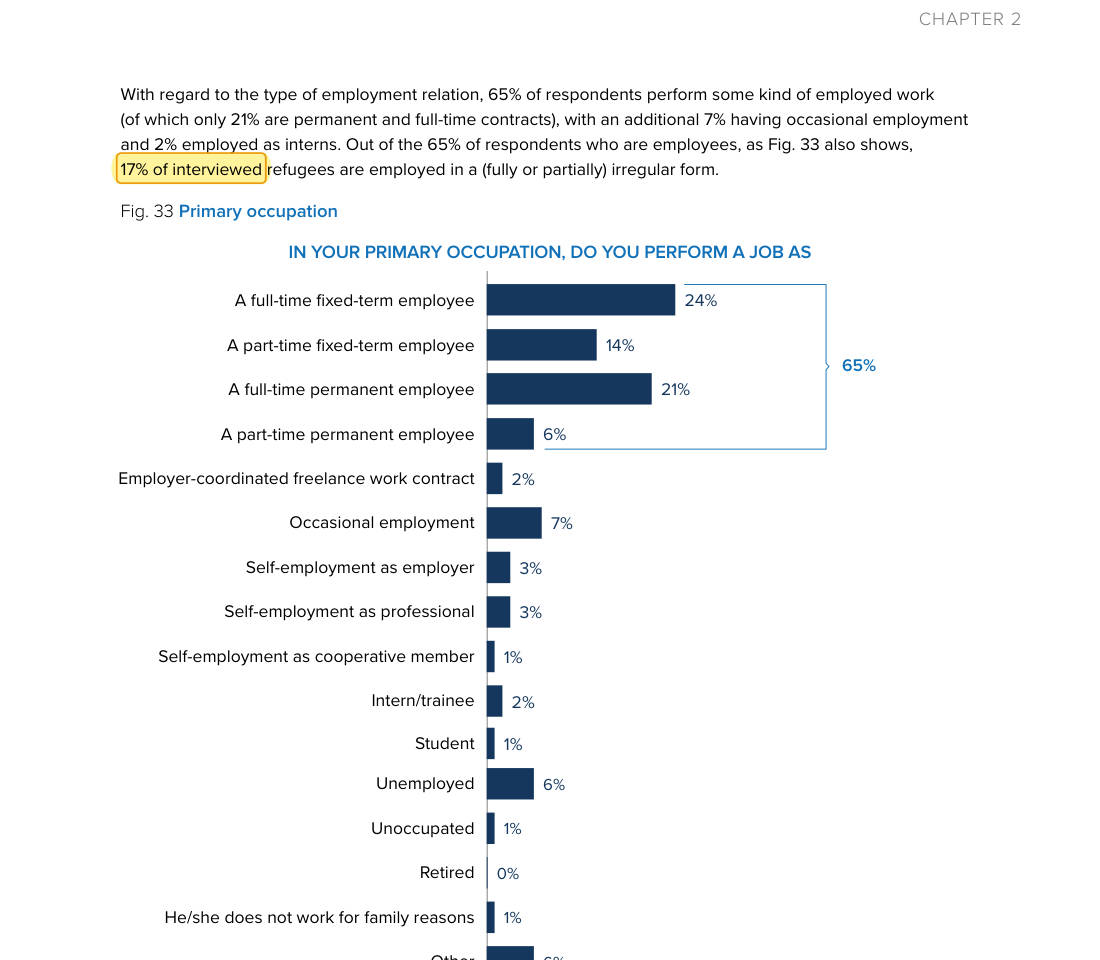 CHAPTER 2
With regard to the type of employment relation, 65% of respondents perform some kind of employed work
(of which only 21% are permanent and full-time contracts), with an additional 7% having occasional employment
and 2% employed as interns. Out of the 65% of respondents who are employees, as Fig. 33 also shows,
17% of interviewed refugees are employed in a (fully or partially) irregular form.
Fig. 33 Primary occupation
IN YOUR PRIMARY OCCUPATION, DO YOU PERFORM A JOB AS
A full-time fixed-term employee 24%
A part-time fixed-term employee 14%
65%
A full-time permanent employee 21%
A part-time permanent employee 6%
Employer-coordinated freelance work contract 2%
Occasional employment 7%
Self-employment as employer 3%
Self-employment as professional 3%
Self-employment as cooperative member 1%
Intern/trainee 2%
Student 1%
Unemployed 6%
Unoccupated 1%
Retired 0%
He/she does not work for family reasons 1%
Other 6%